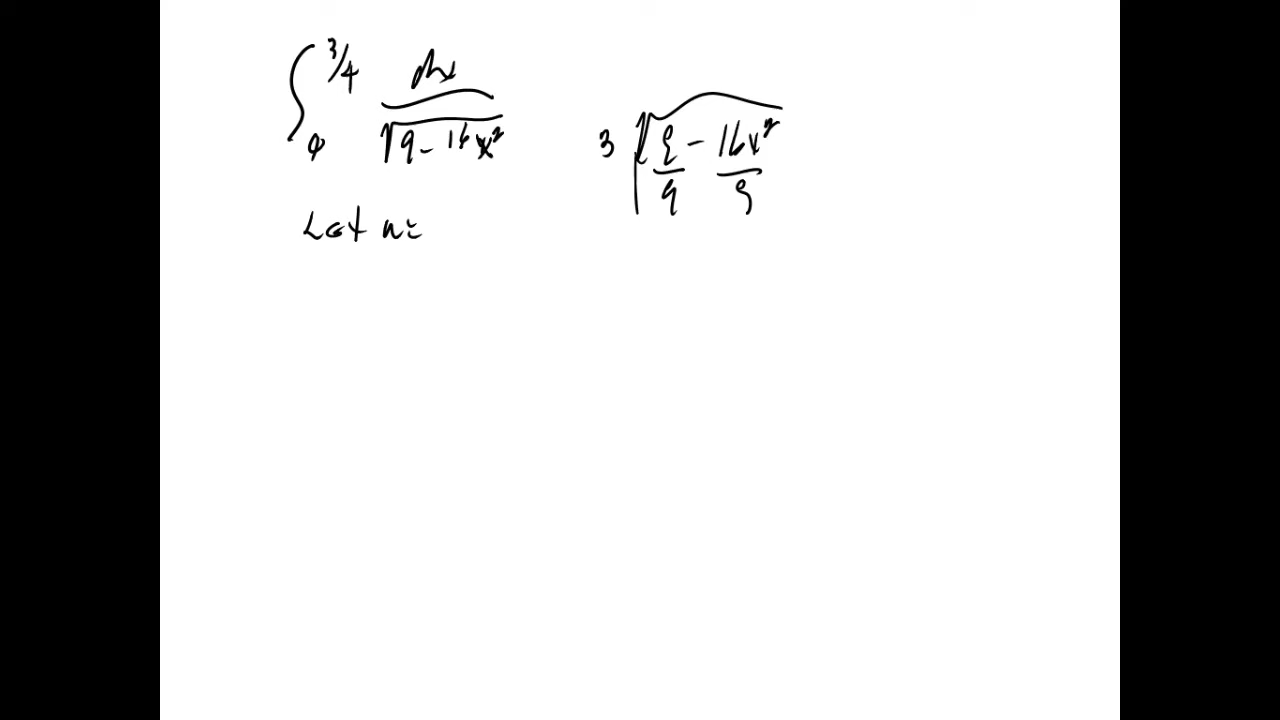 ∫₀^{3/4} dx/√(9 - 16x²)
3√(9/9 - 16x²/9)
Let u=